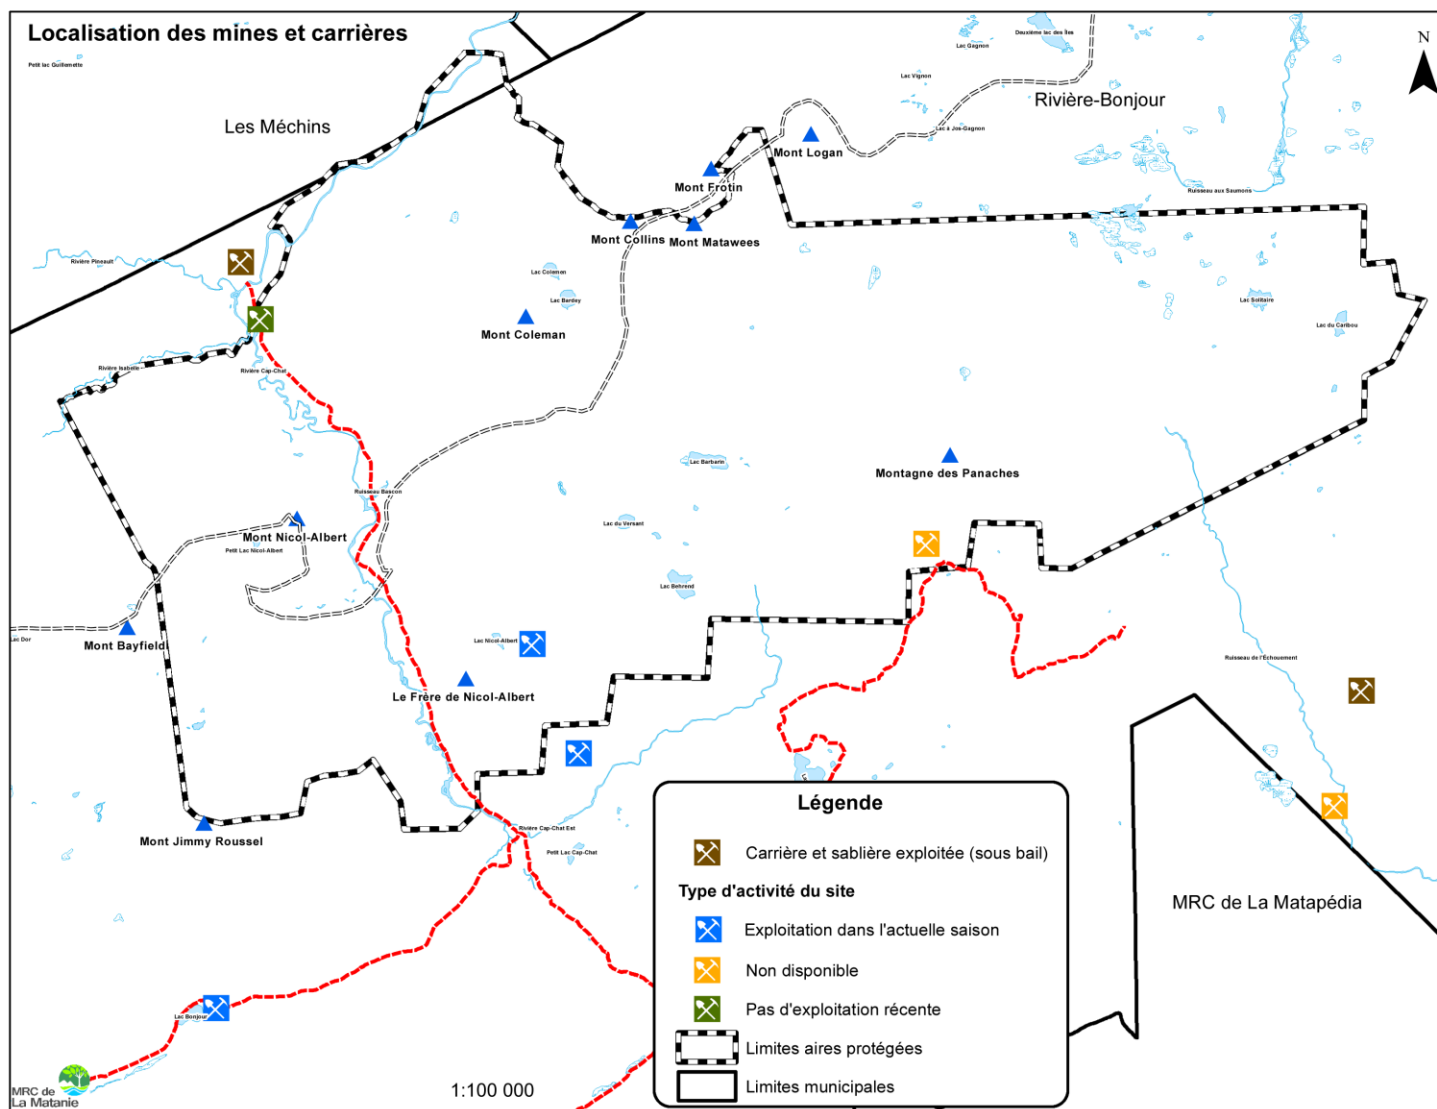 Localisation des mines et carrières
N
Petit lac Guillemette
Lac Gagnon
Deuxième lac des Îles
Lac Vignon
Rivière-Bonjour
Les Méchins
Lac à Jos-Gagnon
Mont Logan
Mont Frotin
Ruisseau aux Saumons
Mont Collins
Mont Matawees
Rivière Pineault
Lac Coleman
Lac Bardey
Lac Solitaire
Lac du Caribou
Mont Coleman
Rivière Isabelle
Rivière Cap-Chat
Lac Barbarin
Montagne des Panaches
Ruisseau Bascon
Lac du Versant
Mont Nicol-Albert
Petit Lac Nicol-Albert
Lac Behrend
Lac Dor
Mont Bayfield
Lac Nicol-Albert
Ruisseau de l'Échouement
Le Frère de Nicol-Albert
Mont Jimmy Roussel
Rivière Cap-Chat Est
Petit Lac Cap-Chat
MRC de La Matapédia
Lac Bonjour
Légende
Carrière et sablière exploitée (sous bail)
Type d'activité du site
Exploitation dans l'actuelle saison
Non disponible
Pas d'exploitation récente
Limites aires protégées
Limites municipales
1:100 000
MRC de
La Matanie